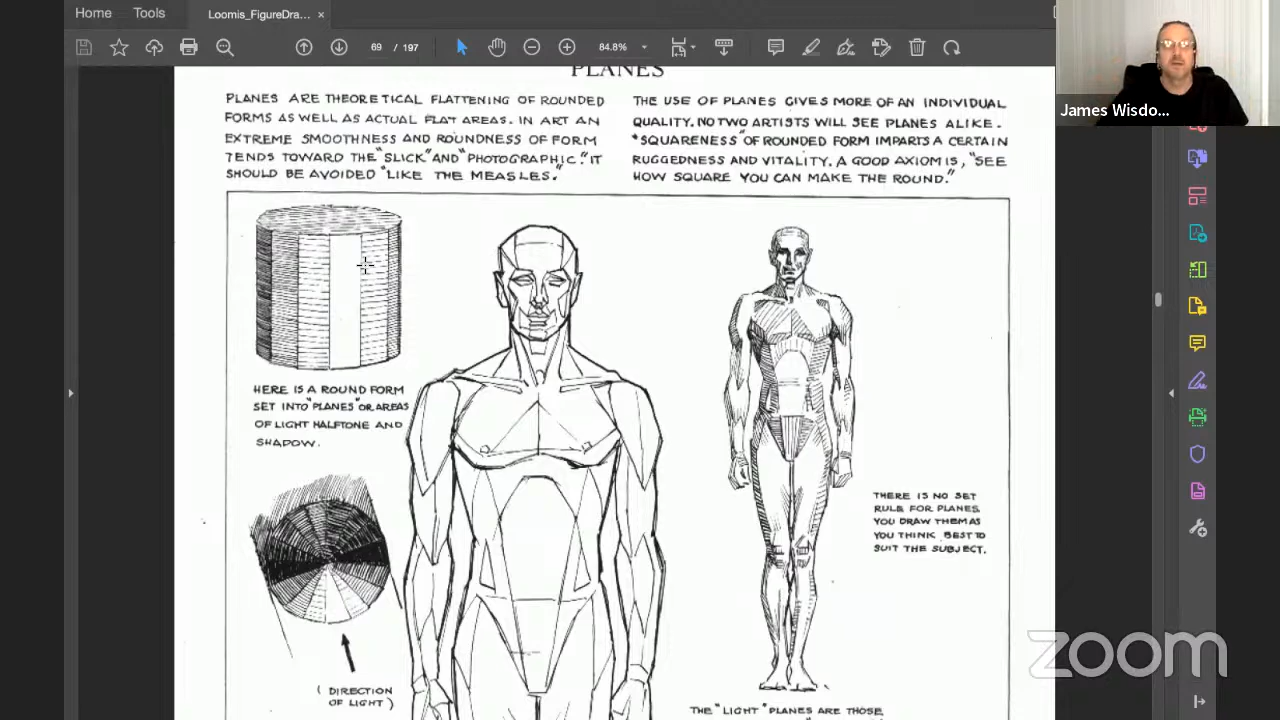 Home
Tools
Loomis_FigureDra... ×
69 / 197
84.8%
James Wisdo...
PLANES
PLANES ARE THEORETICAL FLATTENING OF ROUNDED
FORMS AS WELL AS ACTUAL FLAT AREAS. IN ART AN
EXTREME SMOOTHNESS AND ROUNDNESS OF FORM
TENDS TOWARD THE "SLICK" AND "PHOTOGRAPHIC." IT
SHOULD BE AVOIDED "LIKE THE MEASLES."
THE USE OF PLANES GIVES MORE OF AN INDIVIDUAL
QUALITY. NO TWO ARTISTS WILL SEE PLANES ALIKE.
"SQUARENESS" OF ROUNDED FORM IMPARTS A CERTAIN
RUGGEDNESS AND VITALITY. A GOOD AXIOM IS, "SEE
HOW SQUARE YOU CAN MAKE THE ROUND."
HERE IS A ROUND FORM
SET INTO "PLANES" OR AREAS
OF LIGHT HALFTONE AND
SHADOW.
( DIRECTION
OF LIGHT )
THERE IS NO SET
RULE FOR PLANES
YOU DRAW THEM AS
YOU THINK BEST TO
SUIT THE SUBJECT.
THE "LIGHT" PLANES ARE THOSE
zoom